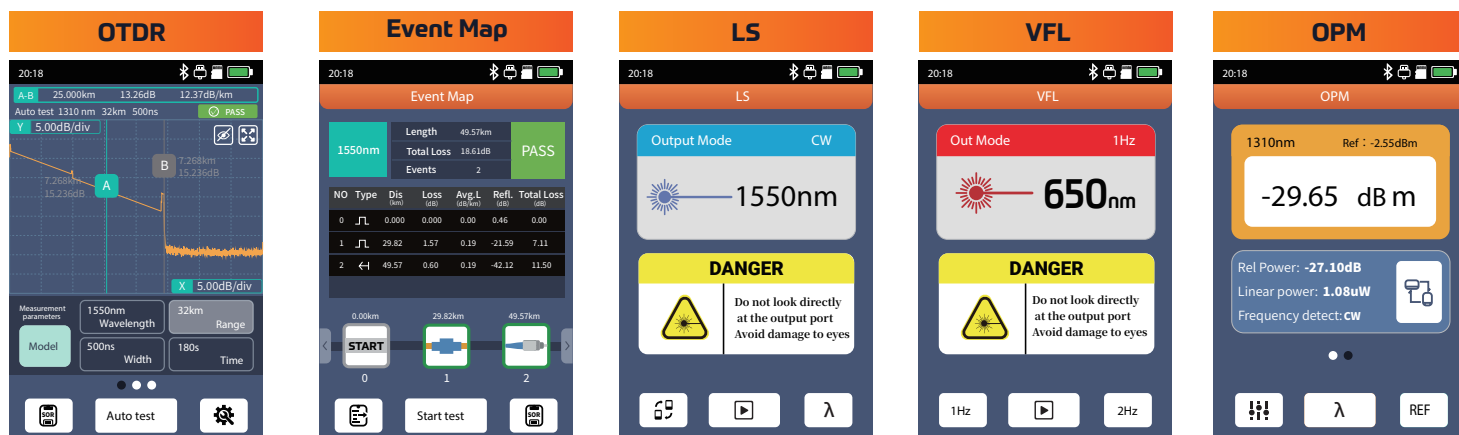 OTDR
20:18
A-B 25.000km 13.26dB 12.37dB/km
Auto test 1310 nm 32km 500ns PASS
Y 5.00dB/div
B 7.268km
15.236dB
7.268km A
15.236dB
X 5.00dB/div
Measurement
parameters
Model
1550nm
Wavelength
32km
Range
500ns
Width
180s
Time
SOR Auto test
Event Map
20:18
Event Map
1550nm
Length 49.57km
Total Loss 18.61dB
Events 2
PASS
NO Type Dis Loss Avg.L Refl. Total Loss
(km) (dB) (dB/km) (dB) (dB)
0 0.000 0.000 0.00 0.46 0.00
1 29.82 1.57 0.19 -21.59 7.11
2 49.57 0.60 0.19 -42.12 11.50
0.00km 29.82km 49.57km
START
0 1 2
Start test SOR
LS
20:18
LS
Output Mode CW
1550nm
DANGER
Do not look directly
at the output port
Avoid damage to eyes
λ
VFL
20:18
VFL
Out Mode 1Hz
650nm
DANGER
Do not look directly
at the output port
Avoid damage to eyes
1Hz 2Hz
OPM
20:18
OPM
1310nm Ref：-2.55dBm
-29.65 dB m
Rel Power: -27.10dB
Linear power: 1.08uW
Frequency detect: CW
λ REF